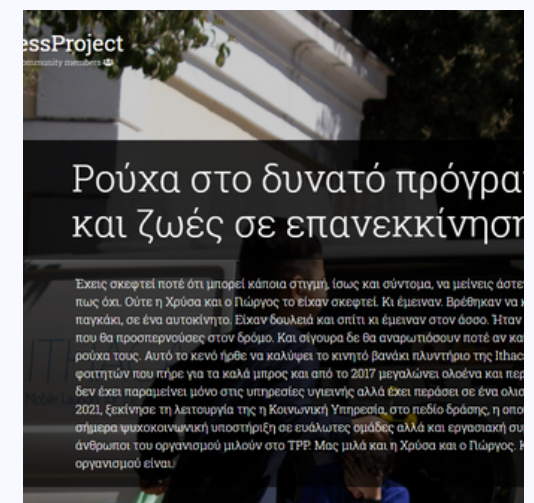 essProject
community members
Ρούχα στο δυνατό πρόγρα
και ζωές σε επανεκκίνηση
Έχεις σκεφτεί ποτέ ότι μπορεί κάποια στιγμή, ίσως και σύντομα, να μείνεις άστε
πως όχι. Ούτε η Χρύσα και ο Γιώργος το είχαν σκεφτεί. Κι έμειναν. Βρέθηκαν να κ
παγκάκι, σε ένα αυτοκίνητο. Είχαν δουλειά και σπίτι κι έμειναν στον άσσο. Ήταν
που θα προσπερνούσες στον δρόμο. Και σίγουρα δε θα αναρωτιόσουν ποτέ αν κα
ρούχα τους. Αυτό το κενό ήρθε να καλύψει το κινητό βανάκι πλυντήριο της Ithac
φοιτητών που πήρε για τα καλά μπρος και από το 2017 μεγαλώνει ολοένα και περ
δεν έχει παραμείνει μόνο στις υπηρεσίες υγιεινής αλλά έχει περάσει σε ένα ολισ
2021, ξεκίνησε τη λειτουργία της η Κοινωνική Υπηρεσία, στο πεδίο δράσης, η οπο
σήμερα ψυχοκοινωνική υποστήριξη σε ευάλωτες ομάδες αλλά και εργασιακή συ
άνθρωποι του οργανισμού μιλούν στο TPP. Μας μιλά και η Χρύσα και ο Γιώργος. Κ
οργανισμού είναι